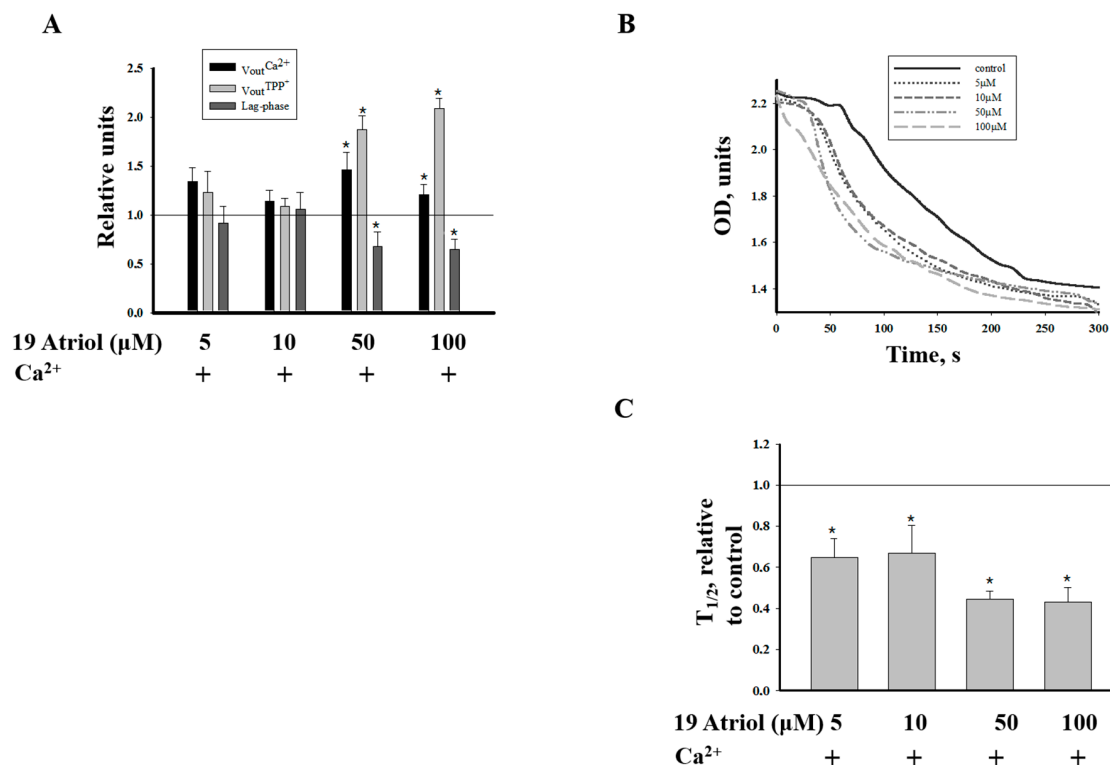 A
Vout Ca²⁺
Vout TPP⁺
Lag-phase
Relative units
2.5
2.0
1.5
1.0
0.5
0.0
* * * * * *
19 Atriol (μM) 5 10 50 100
Ca²⁺ + + + +
B
control
5μM
10μM
50μM
100μM
OD, units
2.2
2.0
1.8
1.6
1.4
0 50 100 150 200 250 300
Time, s
C
T1/2, relative
to control
1.2
1.0
0.8
0.6
0.4
0.2
0.0
* * * *
19 Atriol (μM) 5 10 50 100
Ca²⁺ + + + +